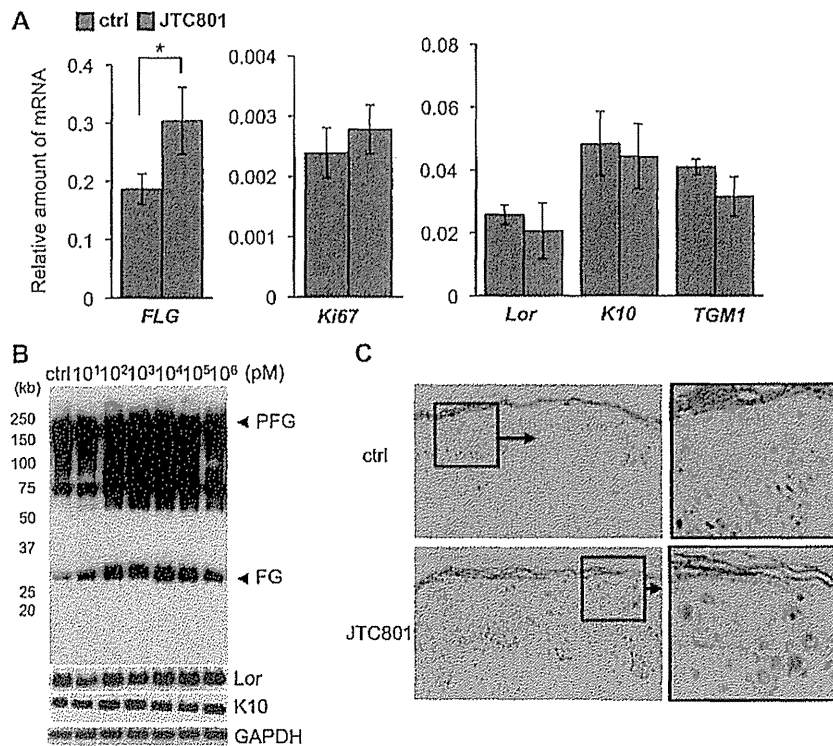 A ctrl JTC801
Relative amount of mRNA
*
0.4
0.3
0.2
0.1
0
FLG
0.004
0.003
0.002
0.001
0.000
Ki67
0.08
0.06
0.04
0.02
0
Lor K10 TGM1
B
ctrl 10¹ 10² 10³ 10⁴ 10⁵ 10⁶ (pM)
(kb)
250
150
100
75
50
37
25
20
PFG
FG
Lor
K10
GAPDH
C
ctrl
JTC801